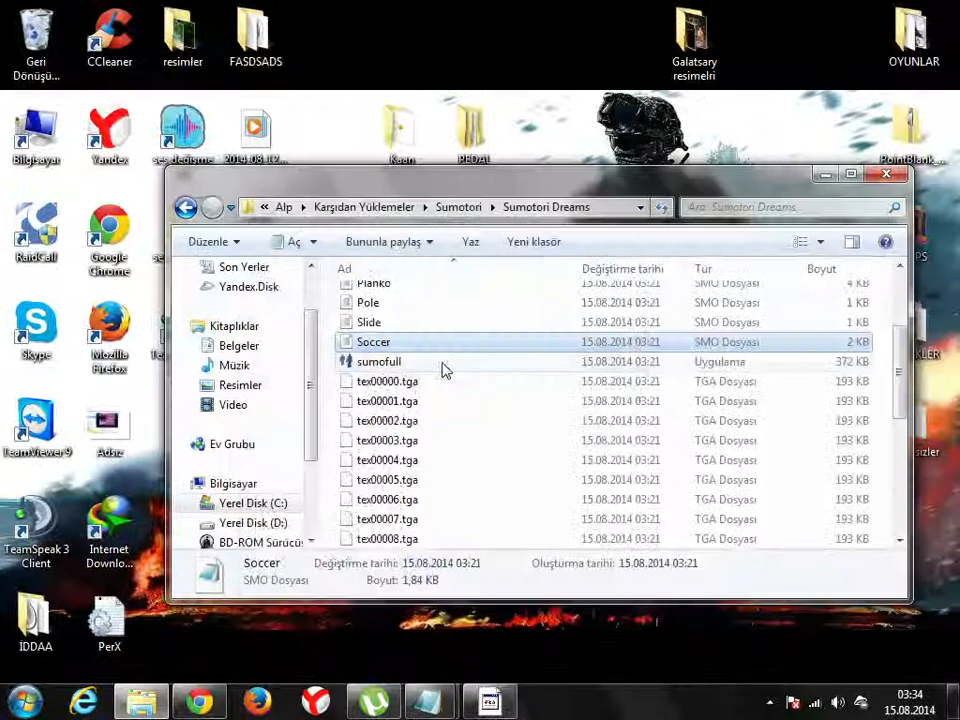 Geri
Dönüşü...
CCleaner
resimler
FASDSADS
Galatsary
resimelri
OYUNLAR
Bilgisayar
Yandex
ses değişme
2014.08.12...
Kaan
PEDAL
PointBlank_...
« Alp ▸ Karşıdan Yüklemeler ▸ Sumotori ▸ Sumotori Dreams
Ara: Sumotori Dreams
Düzenle
Aç
Bununla paylaş
Yaz
Yeni klasör
RaidCall
Google
Chrome
Skype
Mozilla
Firefox
TeamViewer 9
Adsız
TeamSpeak 3
Client
Internet
Downlo...
İDDAA
PerX
Son Yerler
Yandex.Disk
Kitaplıklar
Belgeler
Müzik
Resimler
Video
Ev Grubu
Bilgisayar
Yerel Disk (C:)
Yerel Disk (D:)
BD-ROM Sürücüs
Ad Değiştirme tarihi Tür Boyut
Planko 15.08.2014 03:21 SMO Dosyası 4 KB
Pole 15.08.2014 03:21 SMO Dosyası 1 KB
Slide 15.08.2014 03:21 SMO Dosyası 1 KB
Soccer 15.08.2014 03:21 SMO Dosyası 2 KB
sumofull 15.08.2014 03:21 Uygulama 372 KB
tex00000.tga 15.08.2014 03:21 TGA Dosyası 193 KB
tex00001.tga 15.08.2014 03:21 TGA Dosyası 193 KB
tex00002.tga 15.08.2014 03:21 TGA Dosyası 193 KB
tex00003.tga 15.08.2014 03:21 TGA Dosyası 193 KB
tex00004.tga 15.08.2014 03:21 TGA Dosyası 193 KB
tex00005.tga 15.08.2014 03:21 TGA Dosyası 193 KB
tex00006.tga 15.08.2014 03:21 TGA Dosyası 193 KB
tex00007.tga 15.08.2014 03:21 TGA Dosyası 193 KB
tex00008.tga 15.08.2014 03:21 TGA Dosyası 193 KB
Soccer Değiştirme tarihi: 15.08.2014 03:21 Oluşturma tarihi: 15.08.2014 03:21
SMO Dosyası Boyut: 1,84 KB
03:34
15.08.2014